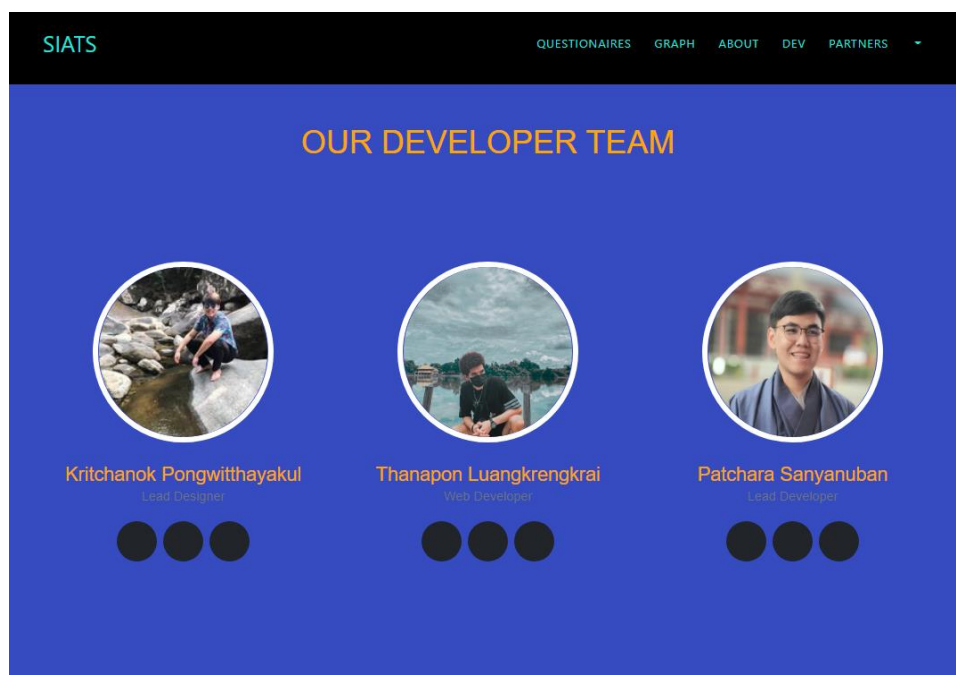 SIATS
QUESTIONAIRES GRAPH ABOUT DEV PARTNERS
OUR DEVELOPER TEAM
Kritchanok Pongwitthayakul
Lead Designer
Thanapon Luangkrengkrai
Web Developer
Patchara Sanyanuban
Lead Developer